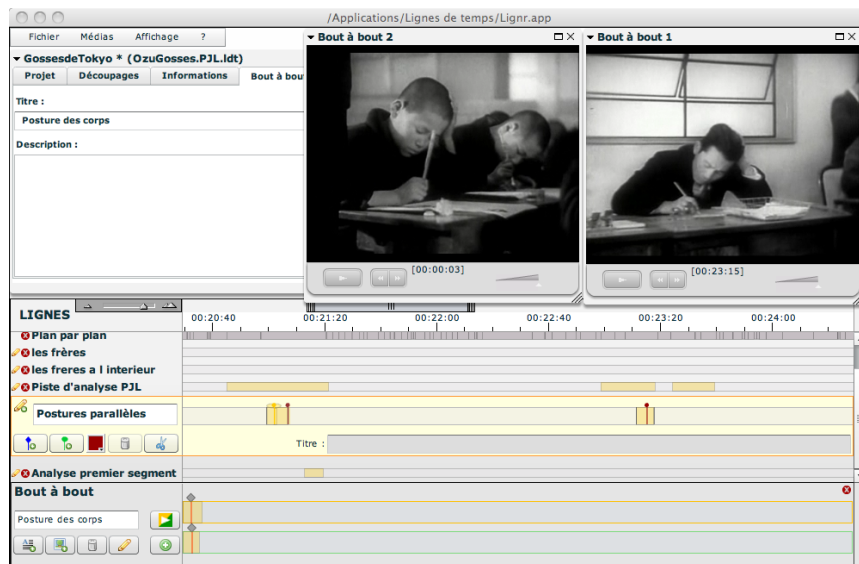 /Applications/Lignes de temps/Lignr.app
Fichier Médias Affichage ?
GossesdeTokyo * (OzuGosses.PJL.ldt)
Projet Découpages Informations Bout à bou
Titre :
Posture des corps
Description :
Bout à bout 2
[00:00:03]
Bout à bout 1
[00:23:15]
LIGNES
00:20:40 00:21:20 00:22:00 00:22:40 00:23:20 00:24:00
Plan par plan
les frères
les freres a l interieur
Piste d'analyse PJL
Postures parallèles
Titre :
Analyse premier segment
Bout à bout
Posture des corps